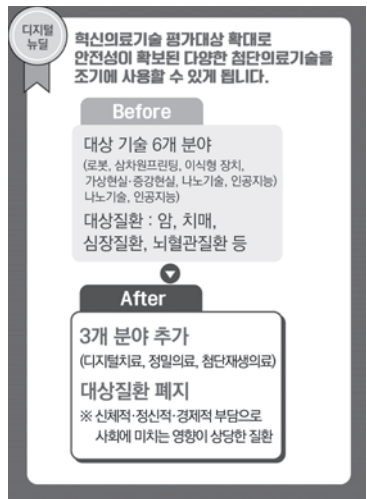 디지털
뉴딜
혁신의료기술 평가대상 확대로
안전성이 확보된 다양한 첨단의료기술을
조기에 사용할 수 있게 됩니다.
Before
대상 기술 6개 분야
(로봇, 삼차원프린팅, 이식형 장치,
가상현실·증강현실, 나노기술, 인공지능)
나노기술, 인공지능)
대상질환 : 암, 치매,
심장질환, 뇌혈관질환 등
After
3개 분야 추가
(디지털치료, 정밀의료, 첨단재생의료)
대상질환 폐지
※ 신체적·정신적·경제적 부담으로
사회에 미치는 영향이 상당한 질환